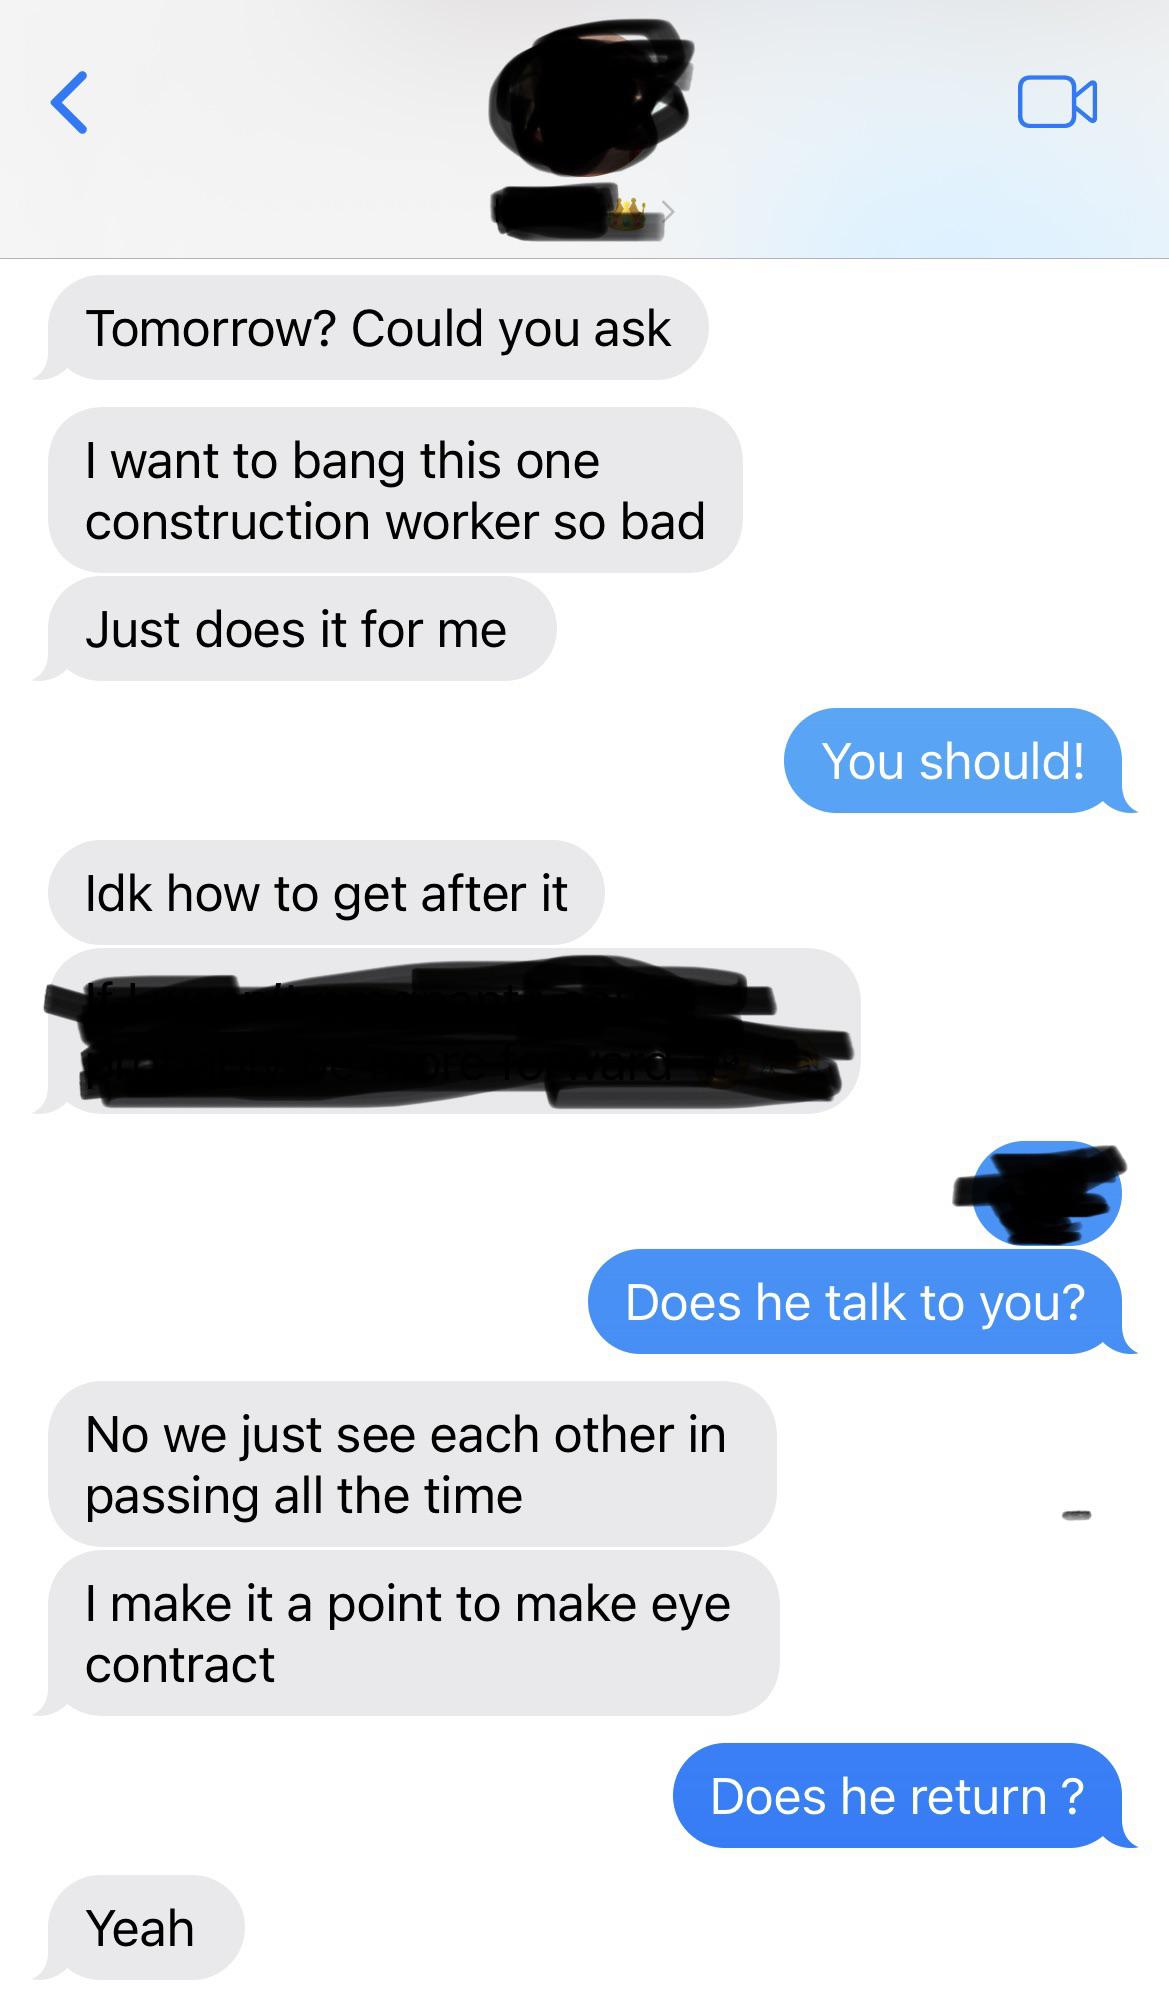 Tomorrow? Could you ask
I want to bang this one
construction worker so bad
Just does it for me
You should!
Idk how to get after it
Does he talk to you?
No we just see each other in
passing all the time
I make it a point to make eye
contract
Does he return ?
Yeah